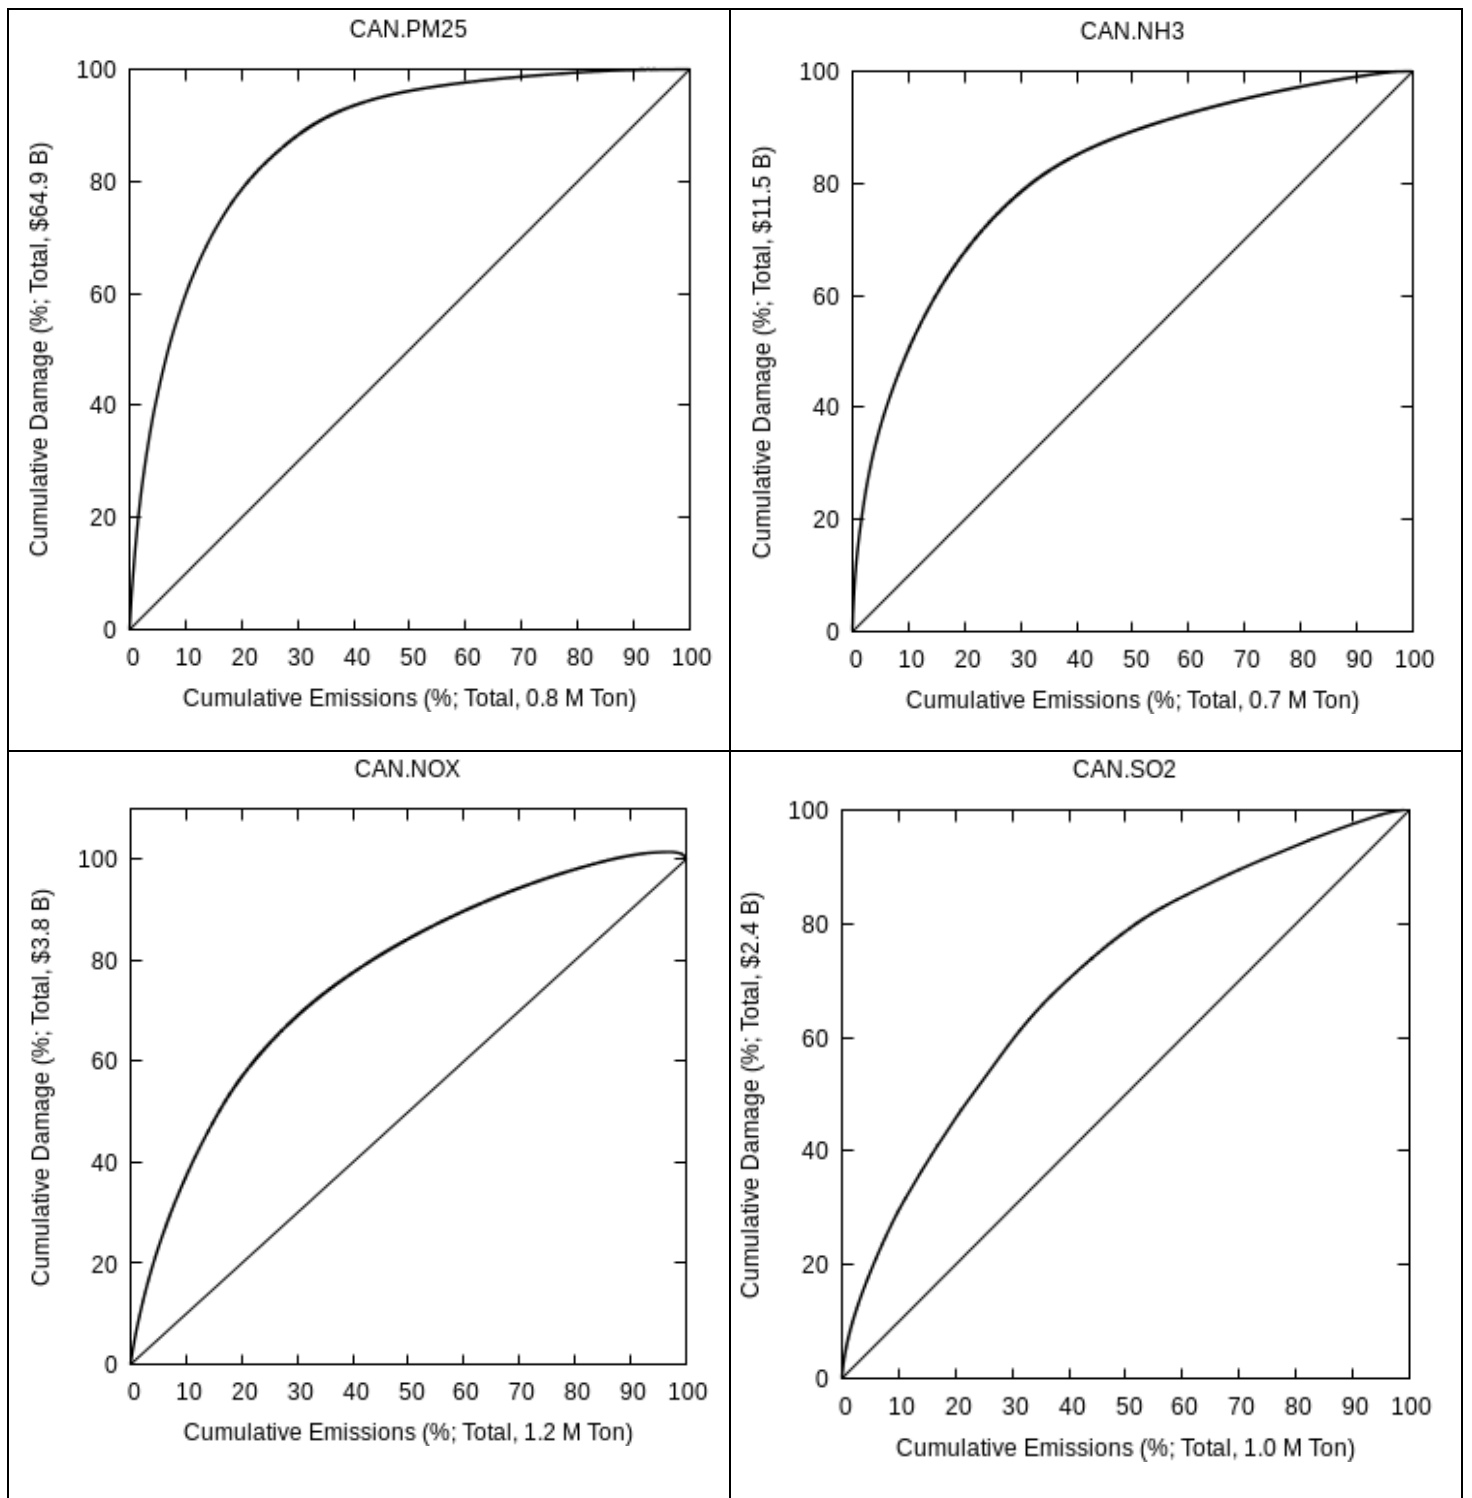 CAN.PM25
100
80
60
40
20
0
0 10 20 30 40 50 60 70 80 90 100
Cumulative Damage (%; Total, $64.9 B)
Cumulative Emissions (%; Total, 0.8 M Ton)
CAN.NH3
100
80
60
40
20
0
0 10 20 30 40 50 60 70 80 90 100
Cumulative Damage (%; Total, $11.5 B)
Cumulative Emissions (%; Total, 0.7 M Ton)
CAN.NOX
100
80
60
40
20
0
0 10 20 30 40 50 60 70 80 90 100
Cumulative Damage (%; Total, $3.8 B)
Cumulative Emissions (%; Total, 1.2 M Ton)
CAN.SO2
100
80
60
40
20
0
0 10 20 30 40 50 60 70 80 90 100
Cumulative Damage (%; Total, $2.4 B)
Cumulative Emissions (%; Total, 1.0 M Ton)